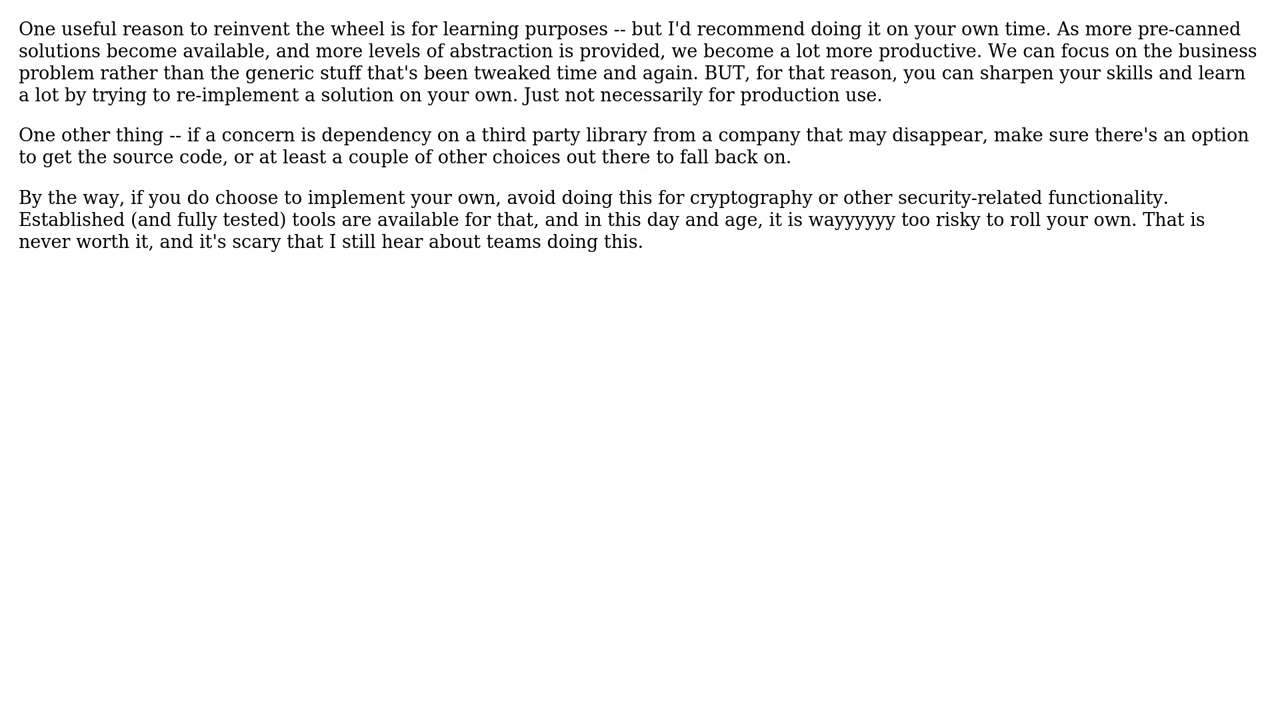 One useful reason to reinvent the wheel is for learning purposes -- but I'd recommend doing it on your own time. As more pre-canned
solutions become available, and more levels of abstraction is provided, we become a lot more productive. We can focus on the business
problem rather than the generic stuff that's been tweaked time and again. BUT, for that reason, you can sharpen your skills and learn
a lot by trying to re-implement a solution on your own. Just not necessarily for production use.
One other thing -- if a concern is dependency on a third party library from a company that may disappear, make sure there's an option
to get the source code, or at least a couple of other choices out there to fall back on.
By the way, if you do choose to implement your own, avoid doing this for cryptography or other security-related functionality.
Established (and fully tested) tools are available for that, and in this day and age, it is wayyyyyy too risky to roll your own. That is
never worth it, and it's scary that I still hear about teams doing this.